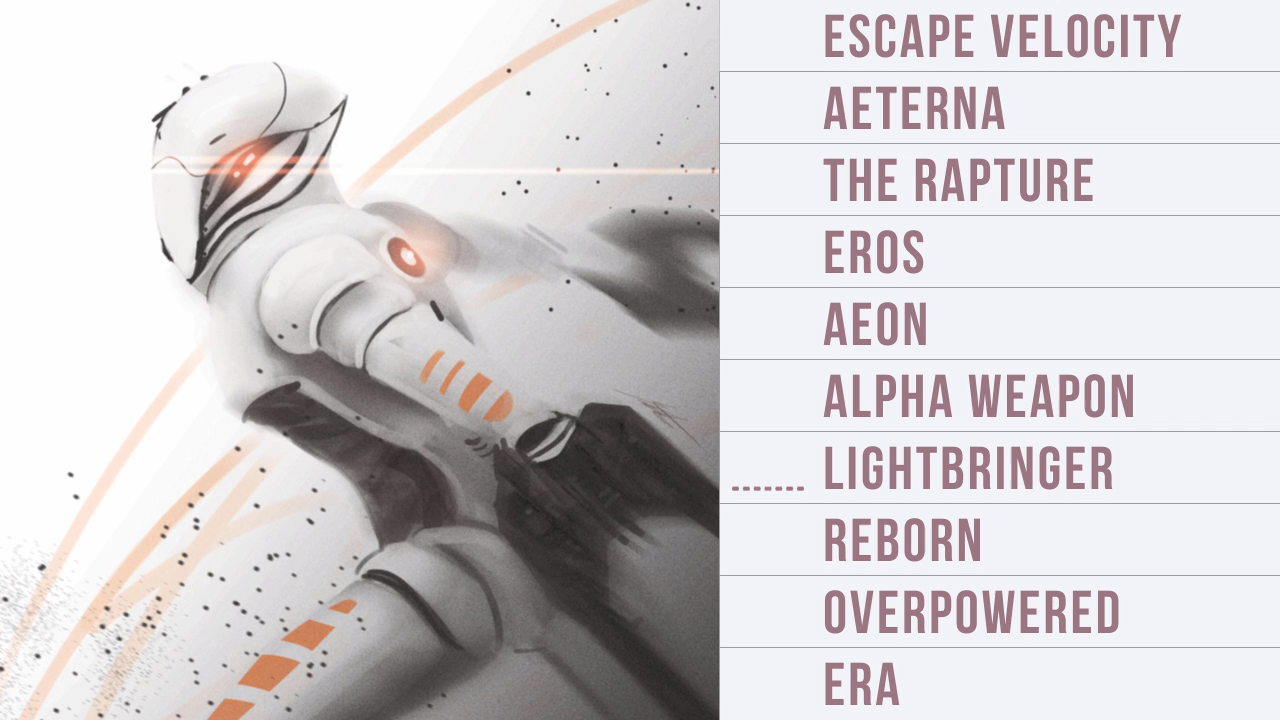 ESCAPE VELOCITY
AETERNA
THE RAPTURE
EROS
AEON
ALPHA WEAPON
LIGHTBRINGER
REBORN
OVERPOWERED
ERA